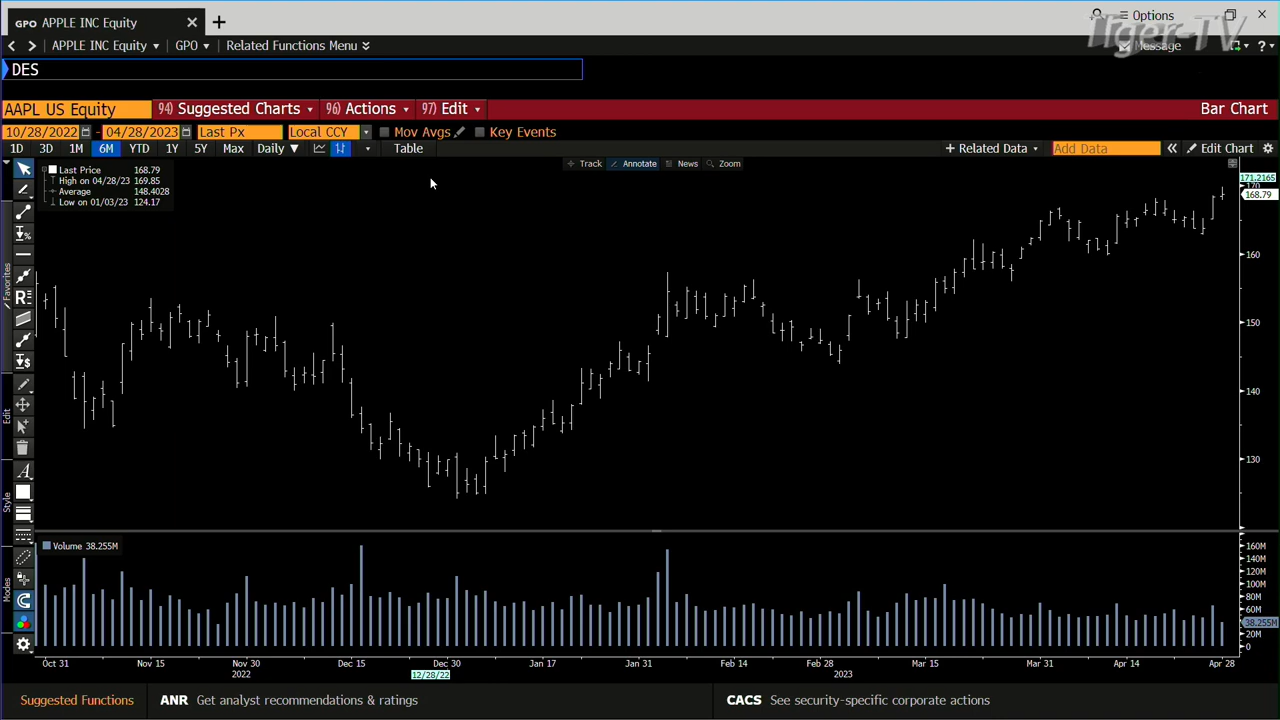 GPO APPLE INC Equity
Tiger-TV
Options
APPLE INC Equity GPO Related Functions Menu Message ?
DES
AAPL US Equity 94) Suggested Charts 96) Actions 97) Edit Bar Chart
10/28/2022 - 04/28/2023 Last Px Local CCY Mov Avgs Key Events
1D 3D 1M 6M YTD 1Y 5Y Max Daily ▼ Table + Related Data Add Data « Edit Chart
Track Annotate News Zoom
Last Price 168.79
High on 04/28/23 169.85
Average 148.4028
Low on 01/03/23 124.17
171.2165
170
168.79
160
150
140
130
Favorites
Edit
Style
Modes
Volume 38.255M
160M
140M
120M
100M
80M
60M
38.255M
20M
0
Oct 31 Nov 15 Nov 30 Dec 15 Dec 30 Jan 17 Jan 31 Feb 14 Feb 28 Mar 15 Mar 31 Apr 14 Apr 28
2022 12/28/22 2023
Suggested Functions ANR Get analyst recommendations & ratings CACS See security-specific corporate actions